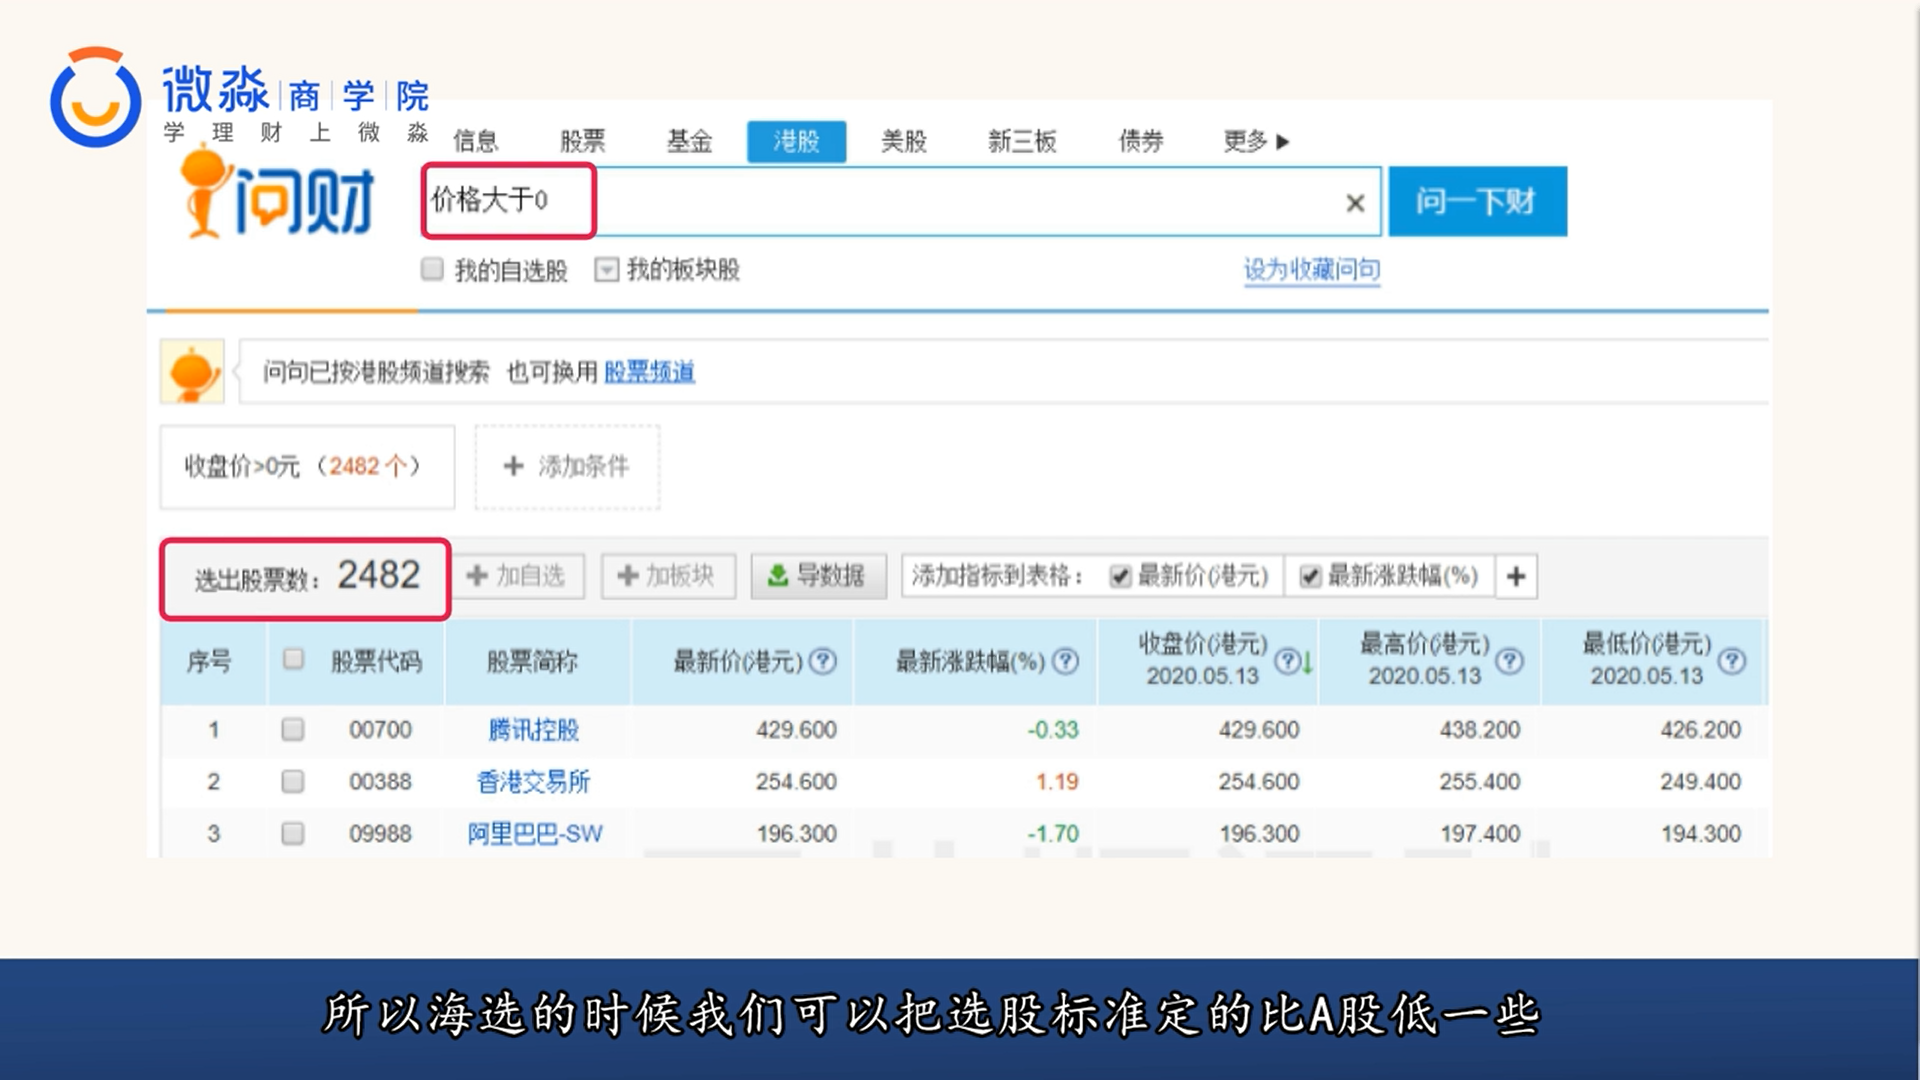 微淼 商 学 院
学 理 财 上 微 淼
信息 股票 基金 港股 美股 新三板 债券 更多
问财
价格大于0
问一下财
我的自选股 我的板块股 设为收藏问句
问句已按港股频道搜索 也可换用 股票频道
收盘价>0元（2482 个） + 添加条件
选出股票数： 2482 + 加自选 + 加板块 导数据 添加指标到表格： 最新价(港元) 最新涨跌幅(%) +
序号 股票代码 股票简称 最新价(港元) 最新涨跌幅(%) 收盘价(港元) 2020.05.13 最高价(港元) 2020.05.13 最低价(港元) 2020.05.13
1 00700 腾讯控股 429.600 -0.33 429.600 438.200 426.200
2 00388 香港交易所 254.600 1.19 254.600 255.400 249.400
3 09988 阿里巴巴-SW 196.300 -1.70 196.300 197.400 194.300
所以海选的时候我们可以把选股标准定的比A股低一些